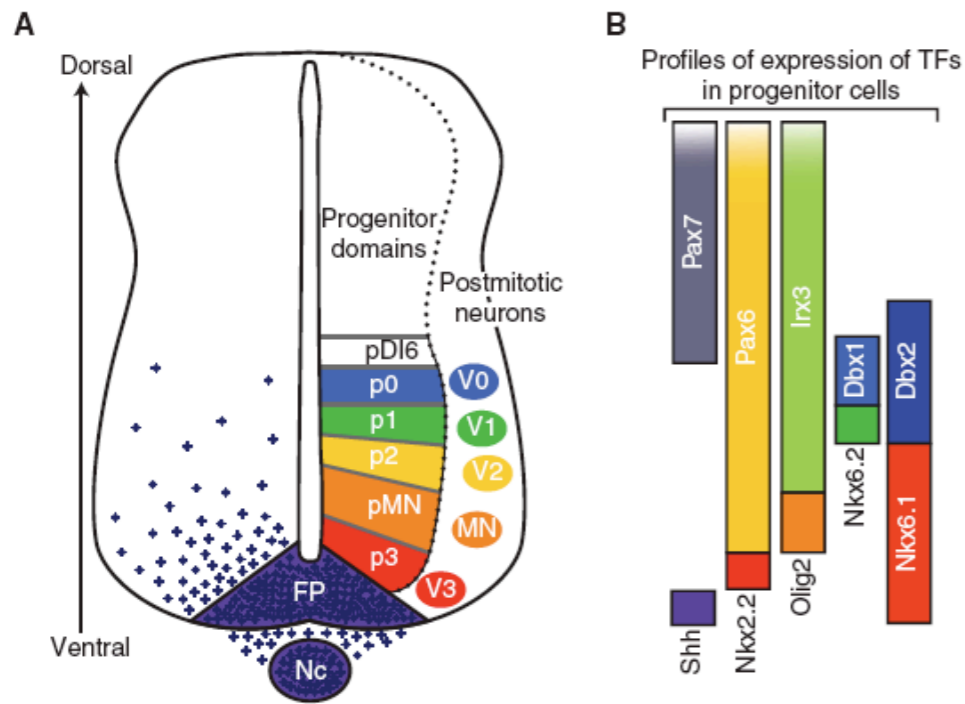 A
Dorsal
Progenitor
domains
Postmitotic
neurons
pDI6
p0
V0
p1
V1
p2
V2
pMN
MN
p3
V3
FP
Ventral
Nc
B
Profiles of expression of TFs
in progenitor cells
Pax7
Pax6
Irx3
Dbx1
Dbx2
Nkx6.2
Nkx6.1
Shh
Nkx2.2
Olig2